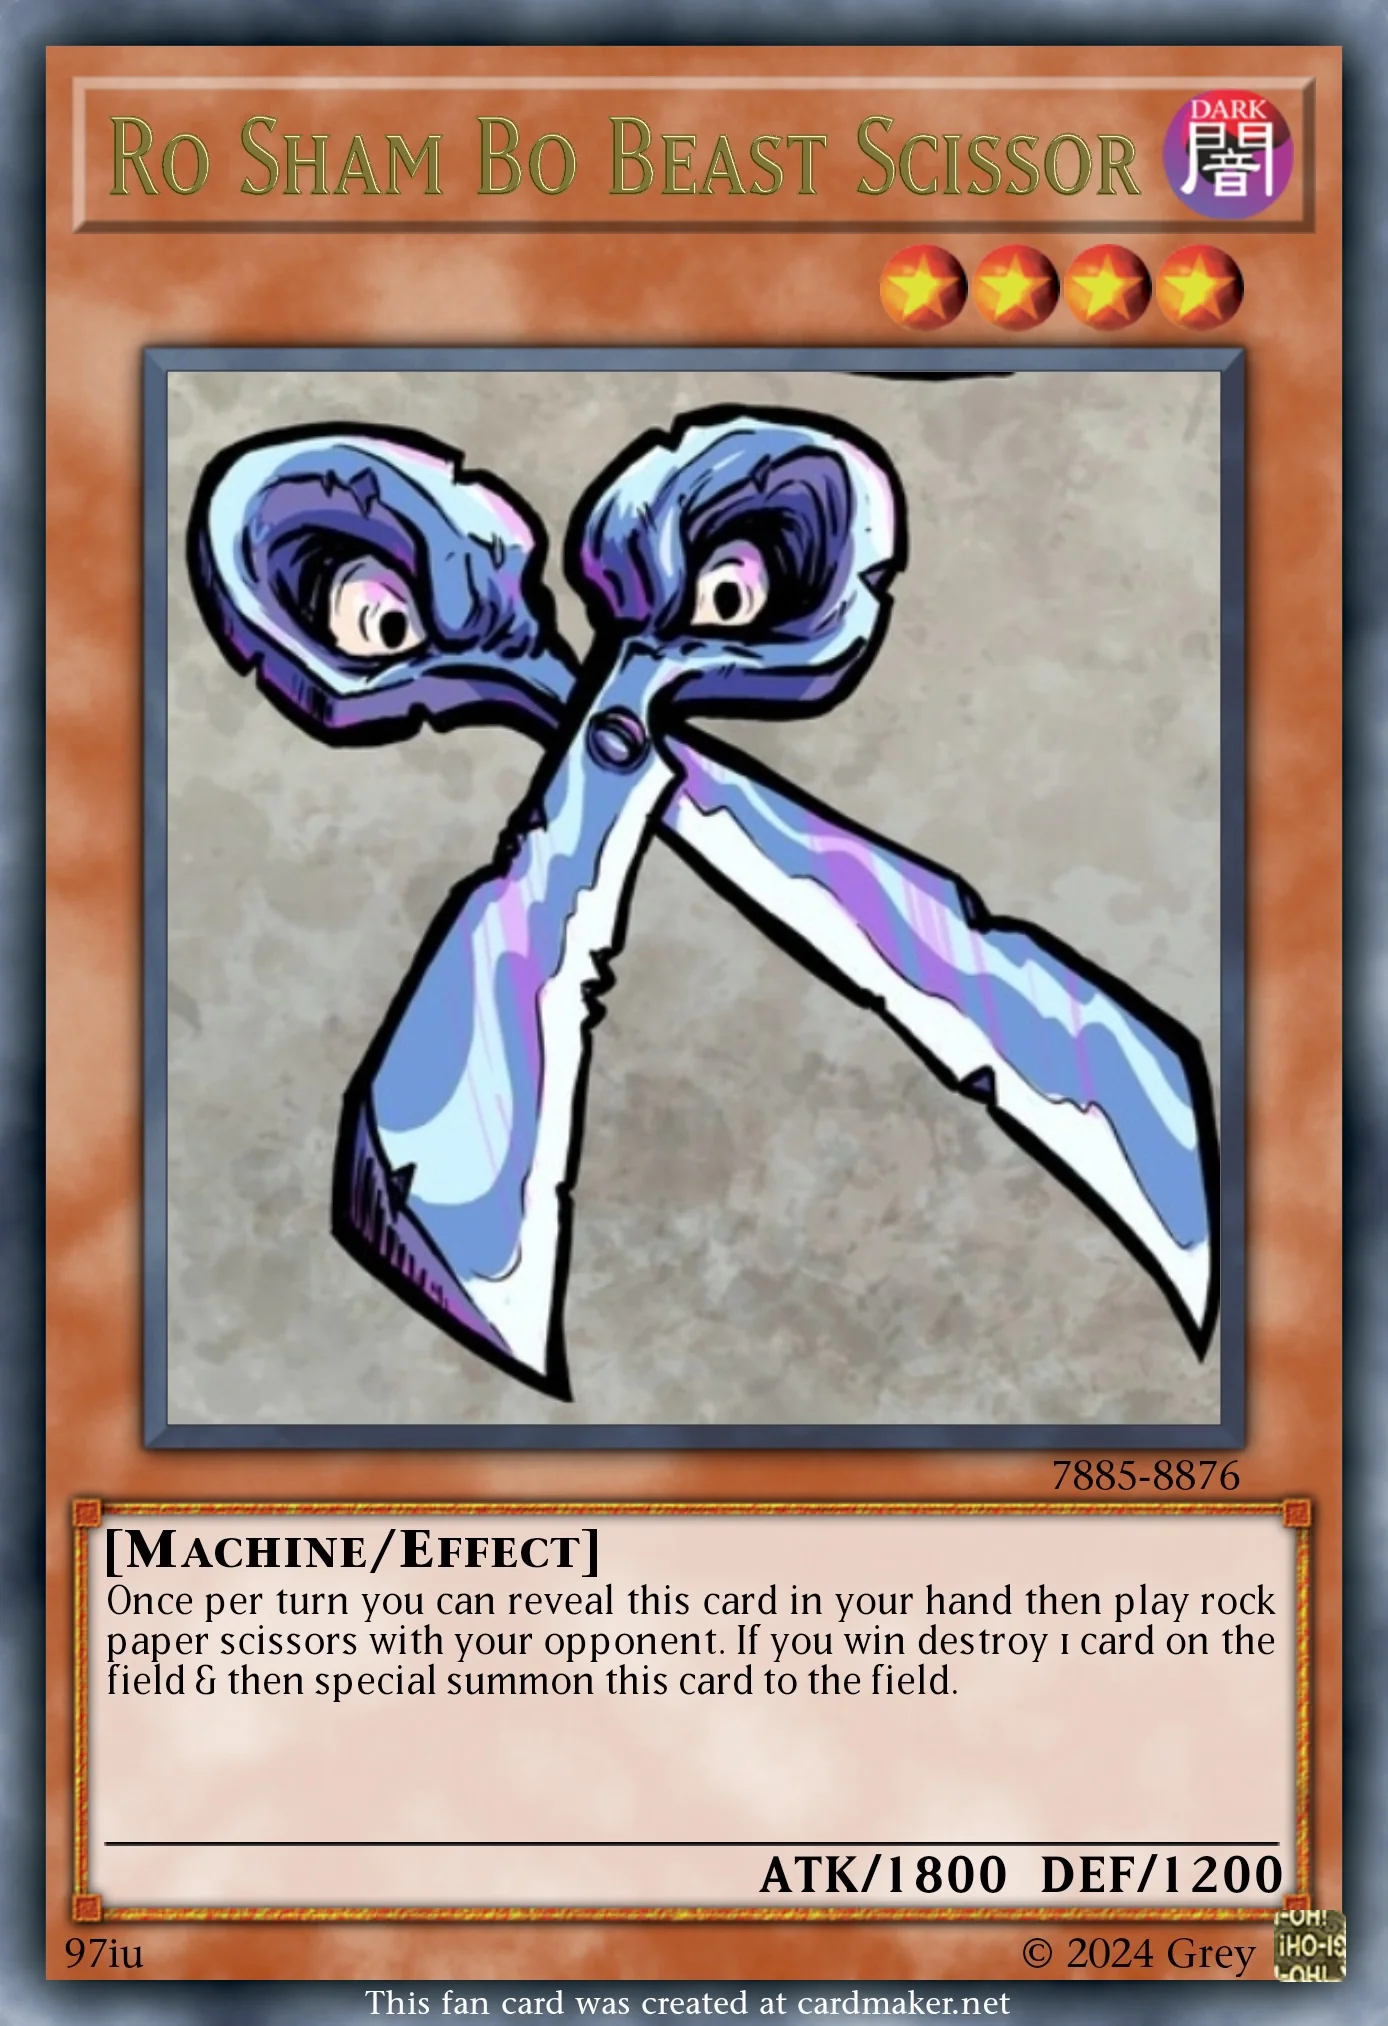 Ro Sham Bo Beast Scissor
DARK
闇
7885-8876
[Machine/Effect]
Once per turn you can reveal this card in your hand then play rock
paper scissors with your opponent. If you win destroy 1 card on the
field & then special summon this card to the field.
ATK/1800 DEF/1200
97iu
© 2024 Grey
This fan card was created at cardmaker.net